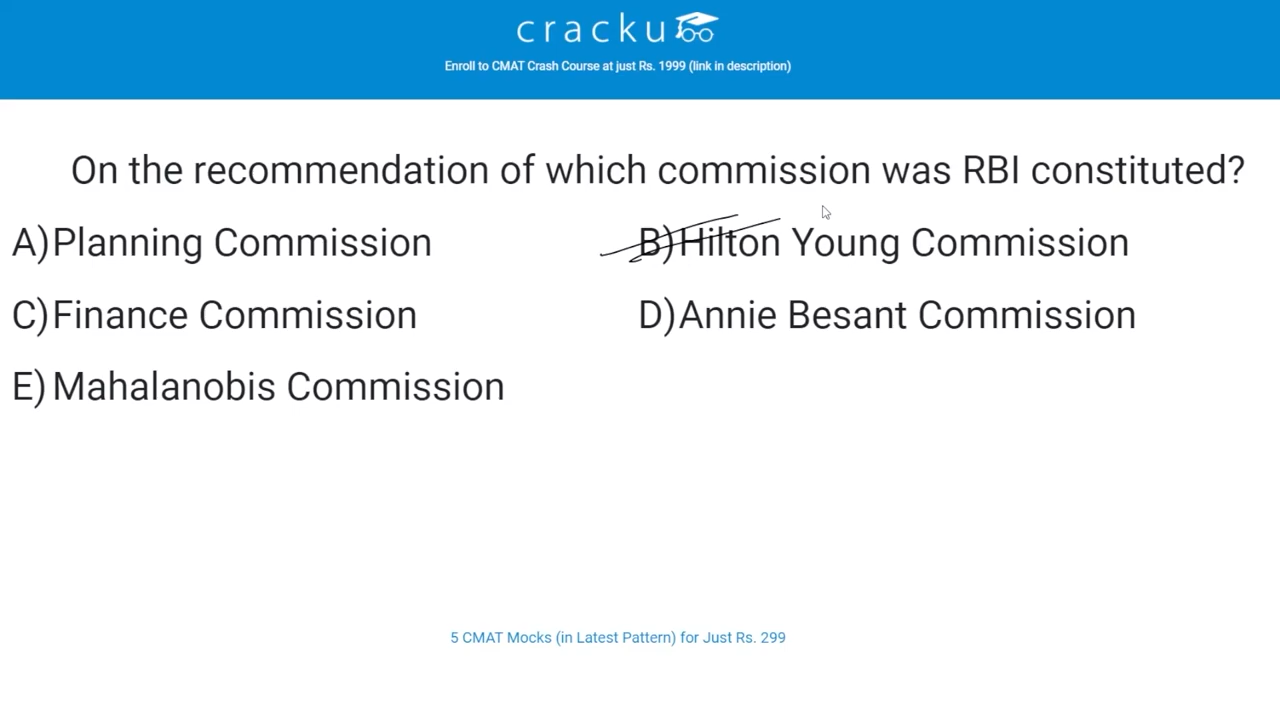 cracku
Enroll to CMAT Crash Course at just Rs. 1999 (link in description)
On the recommendation of which commission was RBI constituted?
A) Planning Commission B) Hilton Young Commission
C) Finance Commission D) Annie Besant Commission
E) Mahalanobis Commission
5 CMAT Mocks (in Latest Pattern) for Just Rs. 299